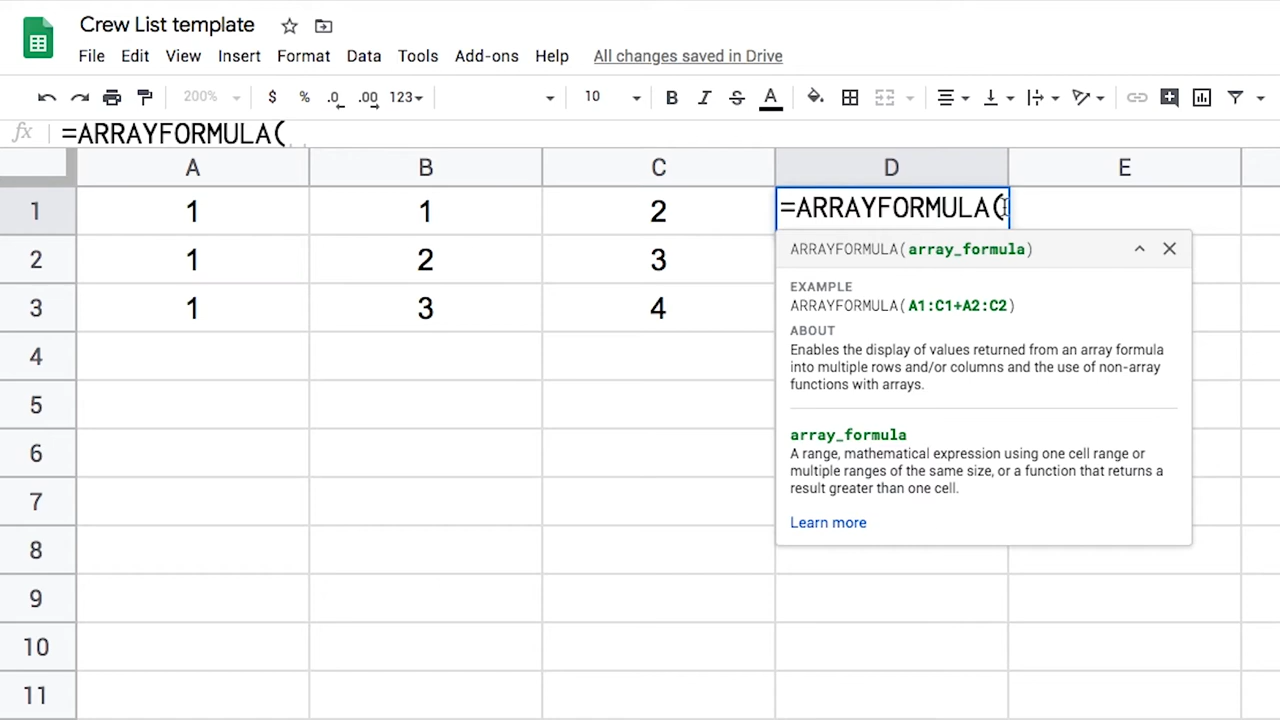 Crew List template
File Edit View Insert Format Data Tools Add-ons Help All changes saved in Drive
200% $ % .0 .00 123 10 B I S A
fx =ARRAYFORMULA(
A B C D E
1 1 1 2 =ARRAYFORMULA(
2 1 2 3
3 1 3 4
4
5
6
7
8
9
10
11
ARRAYFORMULA(array_formula)
EXAMPLE
ARRAYFORMULA(A1:C1+A2:C2)
ABOUT
Enables the display of values returned from an array formula
into multiple rows and/or columns and the use of non-array
functions with arrays.
array_formula
A range, mathematical expression using one cell range or
multiple ranges of the same size, or a function that returns a
result greater than one cell.
Learn more